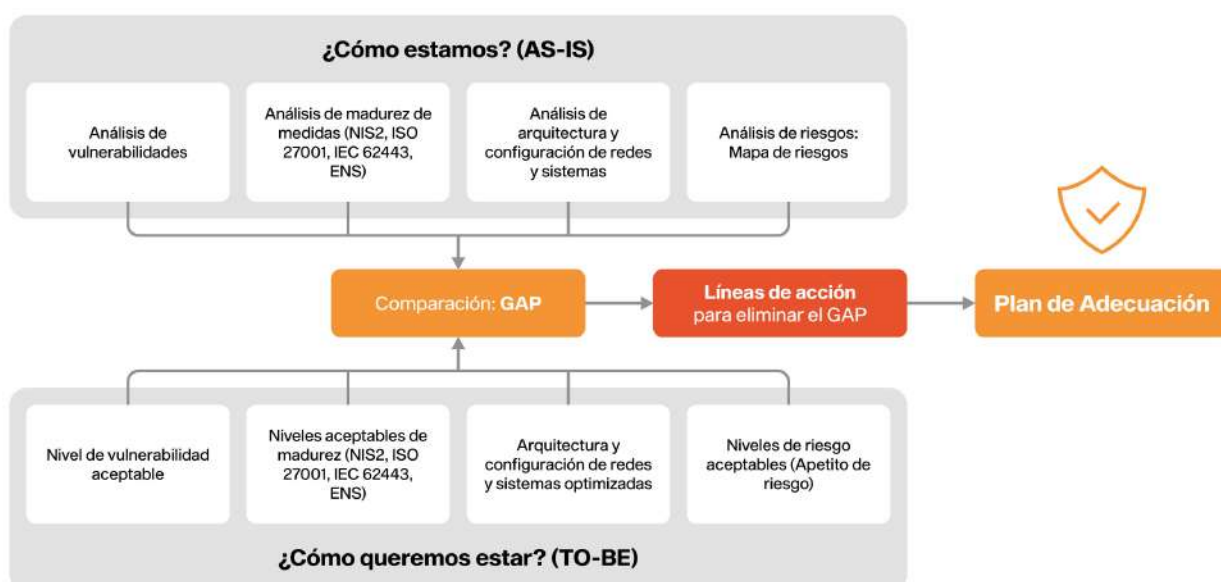 ¿Cómo estamos? (AS-IS)
Análisis de
vulnerabilidades
Análisis de madurez de
medidas (NIS2, ISO
27001, IEC 62443,
ENS)
Análisis de
arquitectura y
configuración de redes
y sistemas
Análisis de riesgos:
Mapa de riesgos
Comparación: GAP
Líneas de acción
para eliminar el GAP
Plan de Adecuación
Nivel de vulnerabilidad
aceptable
Niveles aceptables de
madurez (NIS2, ISO
27001, IEC 62443,
ENS)
Arquitectura y
configuración de redes
y sistemas optimizadas
Niveles de riesgo
aceptables (Apetito de
riesgo)
¿Cómo queremos estar? (TO-BE)